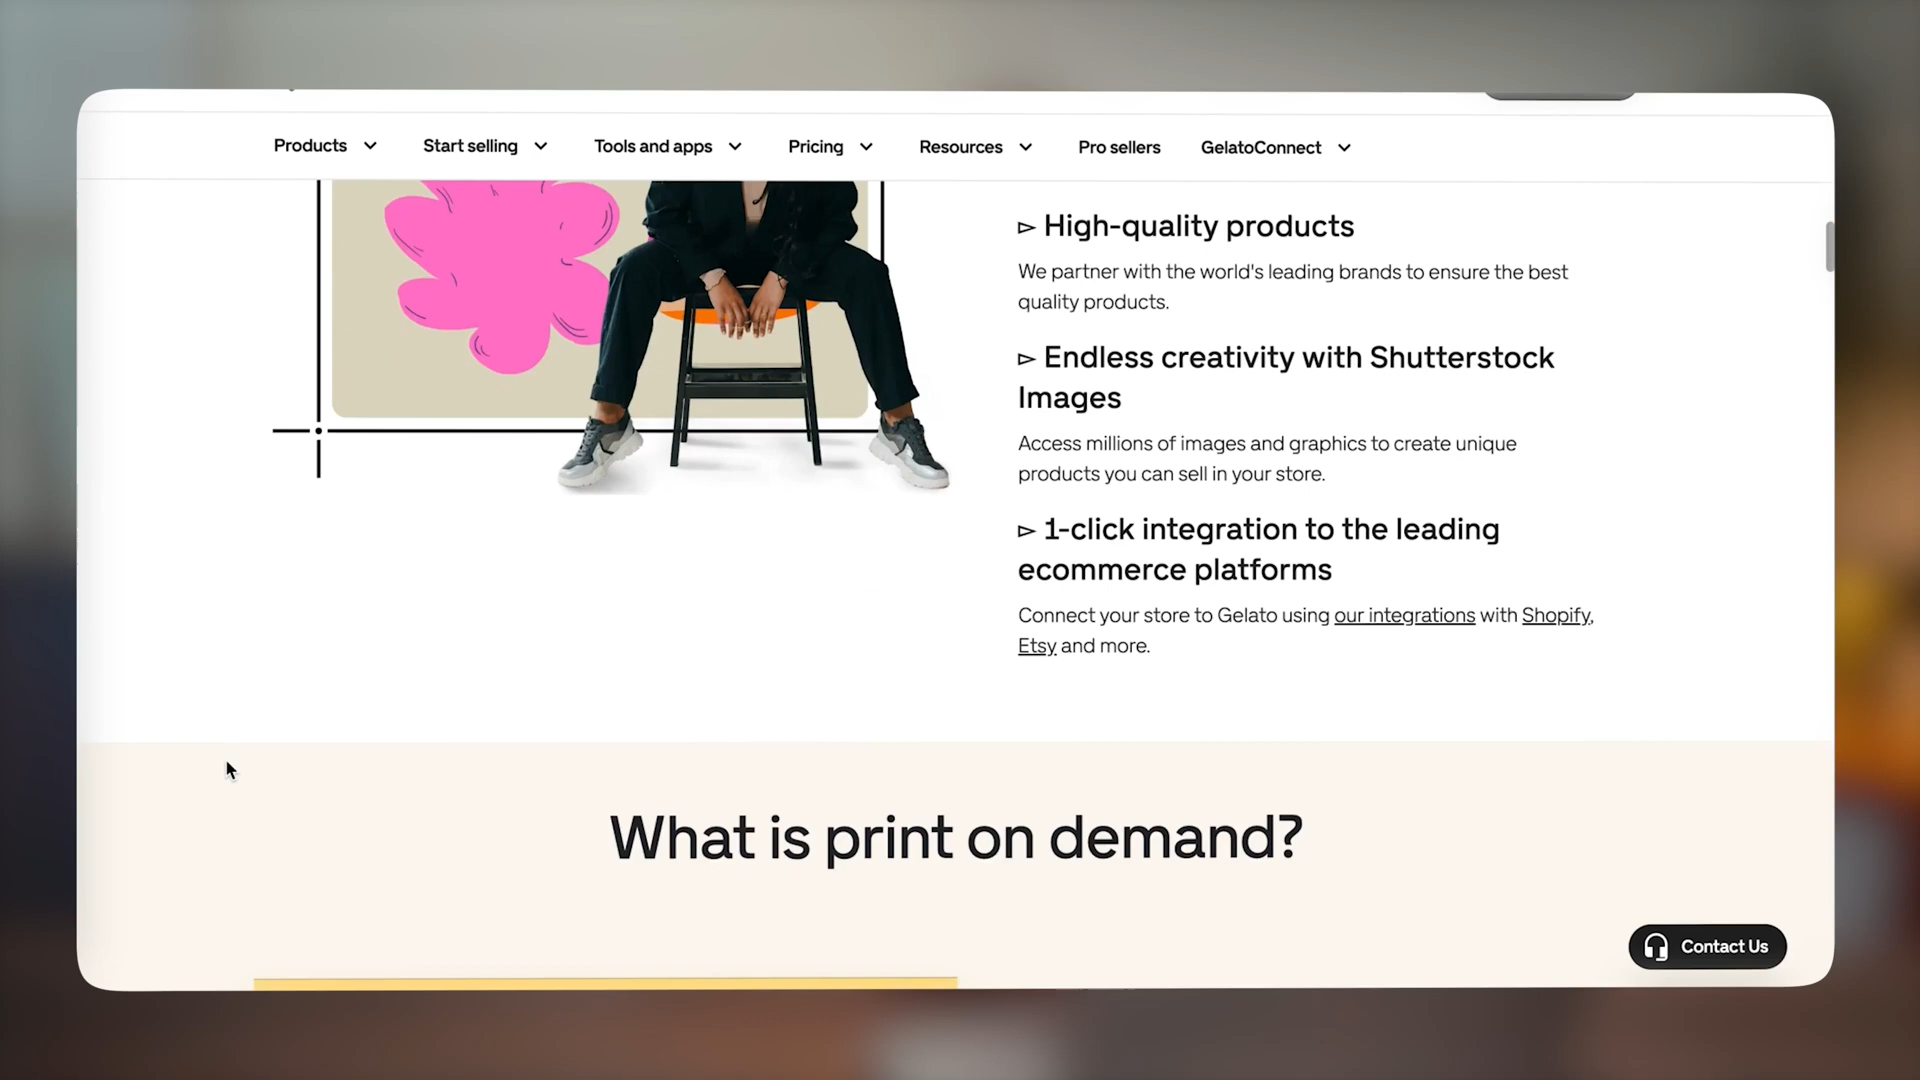 Products Start selling Tools and apps Pricing Resources Pro sellers GelatoConnect
▻ High-quality products
We partner with the world's leading brands to ensure the best
quality products.
▻ Endless creativity with Shutterstock
Images
Access millions of images and graphics to create unique
products you can sell in your store.
▻ 1-click integration to the leading
ecommerce platforms
Connect your store to Gelato using our integrations with Shopify,
Etsy and more.
What is print on demand?
Contact Us